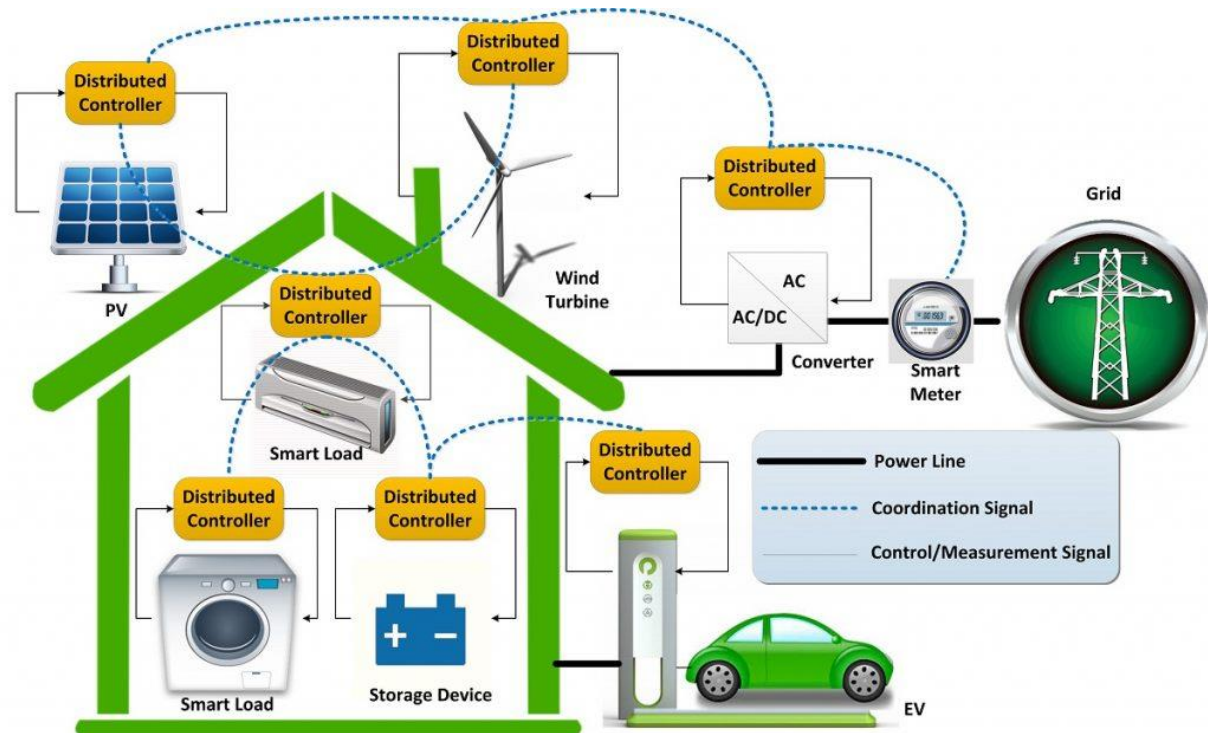 Distributed
Controller
Distributed
Controller
Distributed
Controller
Grid
PV
Wind
Turbine
AC
AC/DC
Converter
Smart
Meter
Distributed
Controller
Smart Load
Distributed
Controller
Distributed
Controller
Distributed
Controller
Power Line
Coordination Signal
Control/Measurement Signal
Smart Load
Storage Device
EV